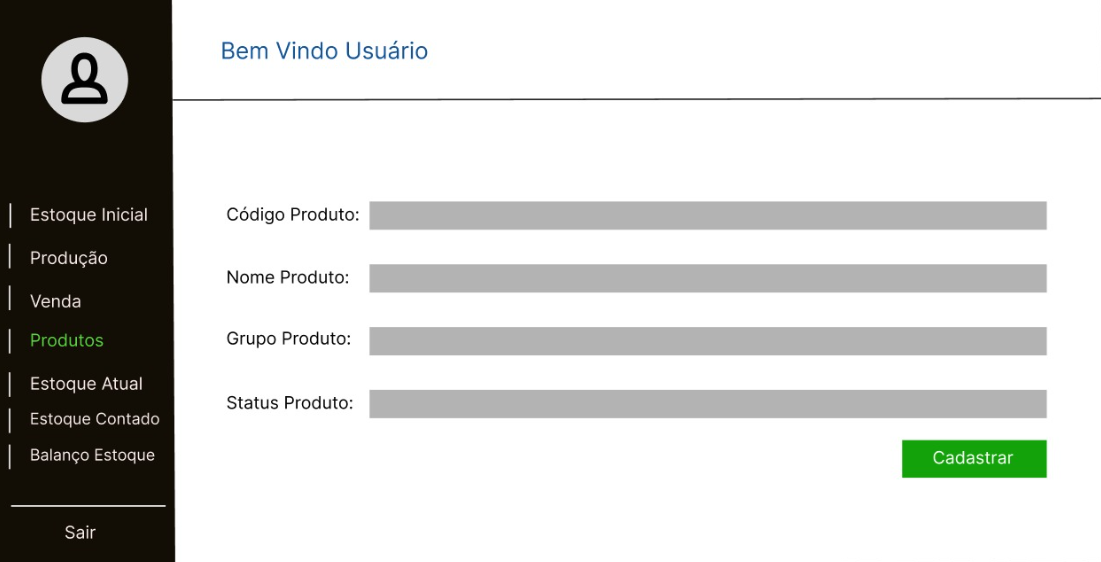 Bem Vindo Usuário
Estoque Inicial
Produção
Venda
Produtos
Estoque Atual
Estoque Contado
Balanço Estoque
Sair
Código Produto:
Nome Produto:
Grupo Produto:
Status Produto:
Cadastrar